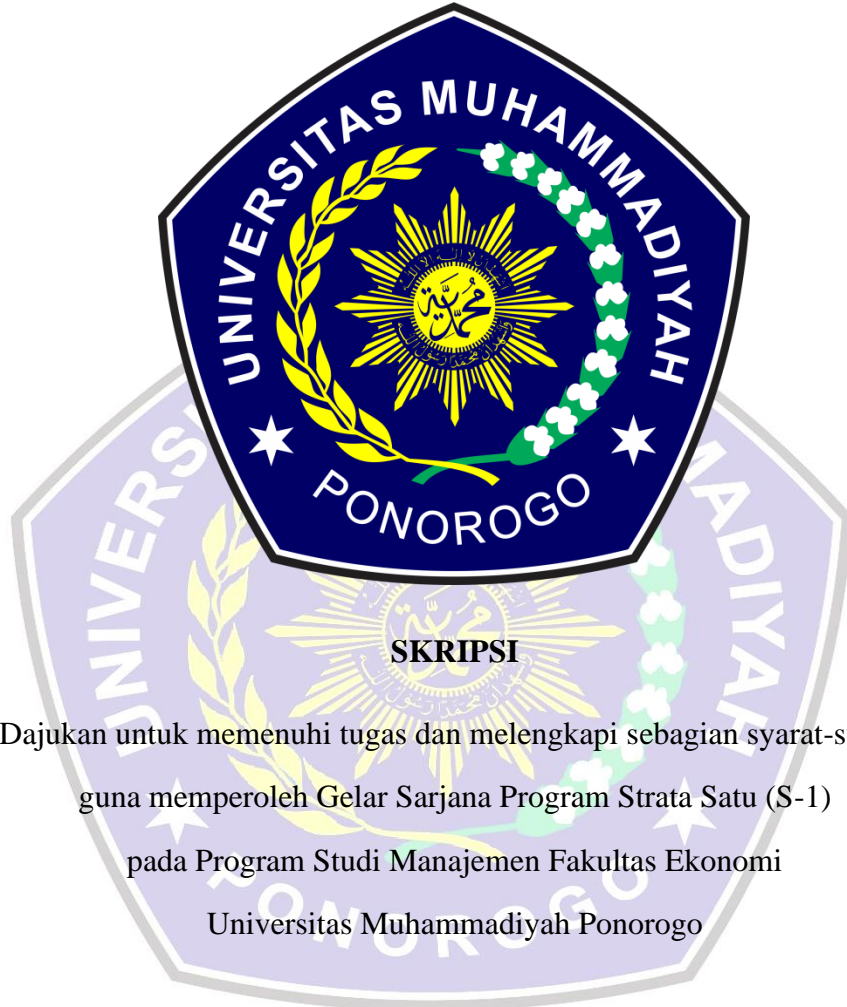 UNIVERSITAS MUHAMMADIYAH
PONOROGO
SKRIPSI
Dajukan untuk memenuhi tugas dan melengkapi sebagian syarat-s
guna memperoleh Gelar Sarjana Program Strata Satu (S-1)
pada Program Studi Manajemen Fakultas Ekonomi
Universitas Muhammadiyah Ponorogo